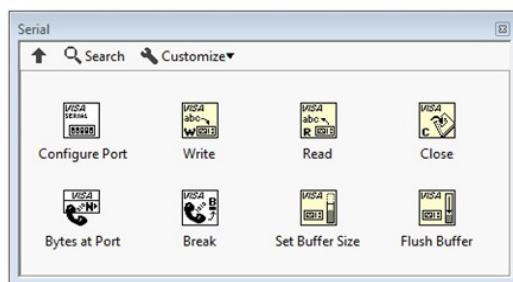 Serial
Search Customize
VISA SERIAL
VISA abc W
VISA abc R
VISA C
Configure Port Write Read Close
VISA N
VISA B
VISA
VISA
Bytes at Port Break Set Buffer Size Flush Buffer